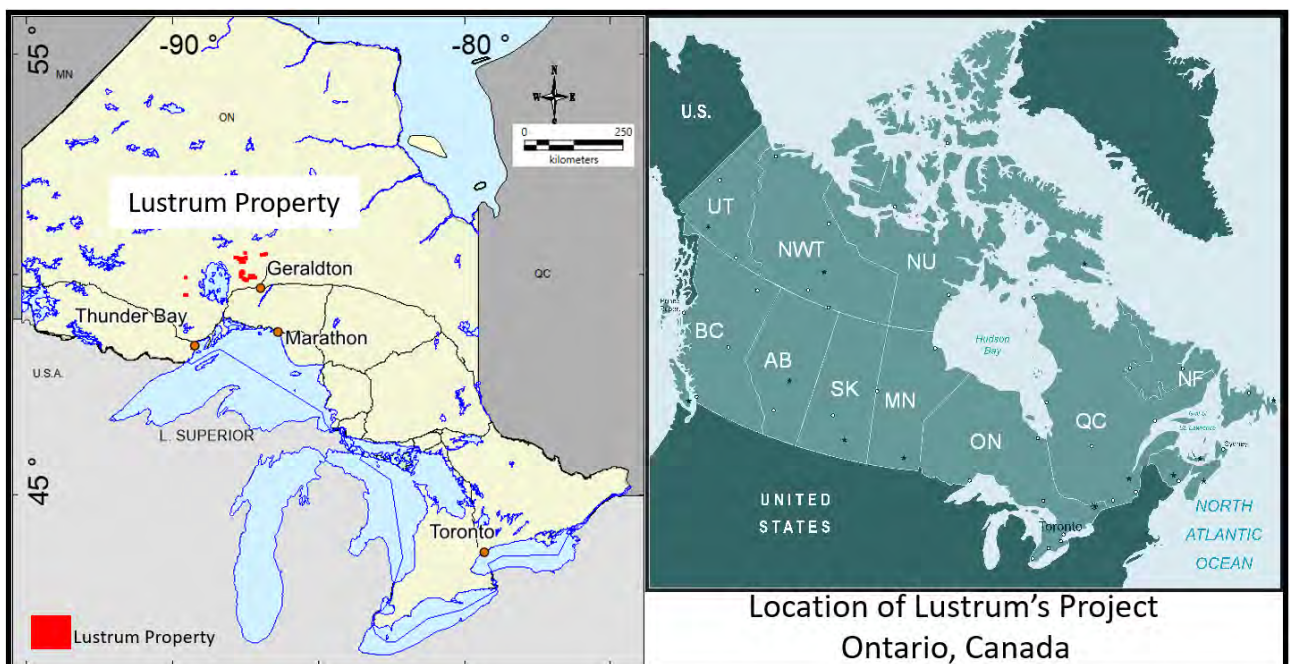 -90 °
-80 °
55 °
MN
ON
N
W E
S
0 250
kilometers
Lustrum Property
Geraldton
QC
Thunder Bay
Marathon
U.S.A.
L. SUPERIOR
45 °
Toronto
Lustrum Property
U.S.
UT
NWT
NU
BC
AB
SK
MN
ON
Hudson
Bay
QC
NF
UNITED
STATES
Toronto
NORTH
ATLANTIC
OCEAN
Location of Lustrum's Project
Ontario, Canada